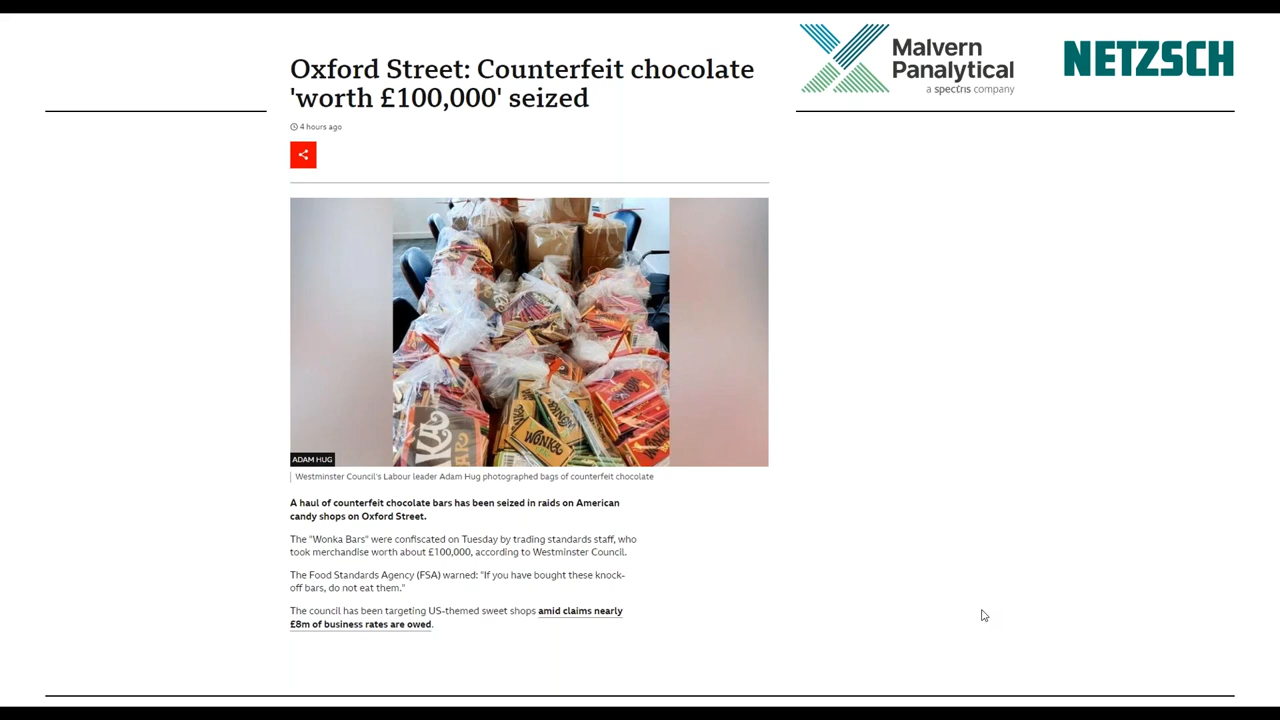 Oxford Street: Counterfeit chocolate
'worth £100,000' seized
4 hours ago
Malvern
Panalytical
a spectris company
NETZSCH
KA
BAR
WONKA
WONKA
ADAM HUG
Westminster Council's Labour leader Adam Hug photographed bags of counterfeit chocolate
A haul of counterfeit chocolate bars has been seized in raids on American
candy shops on Oxford Street.
The "Wonka Bars" were confiscated on Tuesday by trading standards staff, who
took merchandise worth about £100,000, according to Westminster Council.
The Food Standards Agency (FSA) warned: "If you have bought these knock-
off bars, do not eat them."
The council has been targeting US-themed sweet shops amid claims nearly
£8m of business rates are owed.